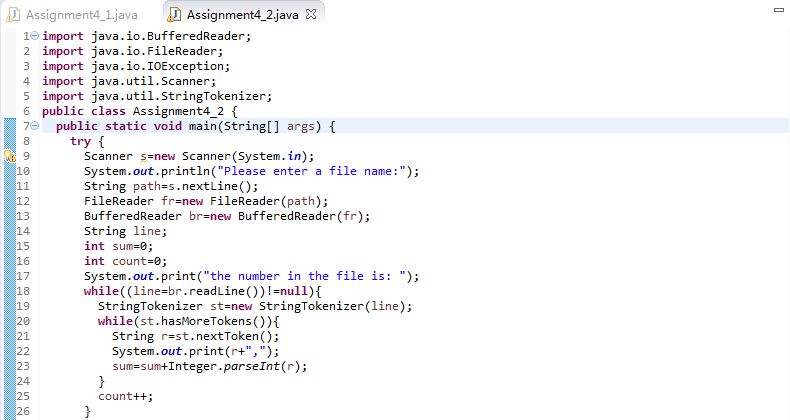 Assignment4_1.java Assignment4_2.java
1 import java.io.BufferedReader;
2 import java.io.FileReader;
3 import java.io.IOException;
4 import java.util.Scanner;
5 import java.util.StringTokenizer;
6 public class Assignment4_2 {
7 public static void main(String[] args) {
8 try {
9 Scanner s=new Scanner(System.in);
10 System.out.println("Please enter a file name:");
11 String path=s.nextLine();
12 FileReader fr=new FileReader(path);
13 BufferedReader br=new BufferedReader(fr);
14 String line;
15 int sum=0;
16 int count=0;
17 System.out.print("the number in the file is: ");
18 while((line=br.readLine())!=null){
19 StringTokenizer st=new StringTokenizer(line);
20 while(st.hasMoreTokens()){
21 String r=st.nextToken();
22 System.out.print(r+",");
23 sum=sum+Integer.parseInt(r);
24 }
25 count++;
26 }